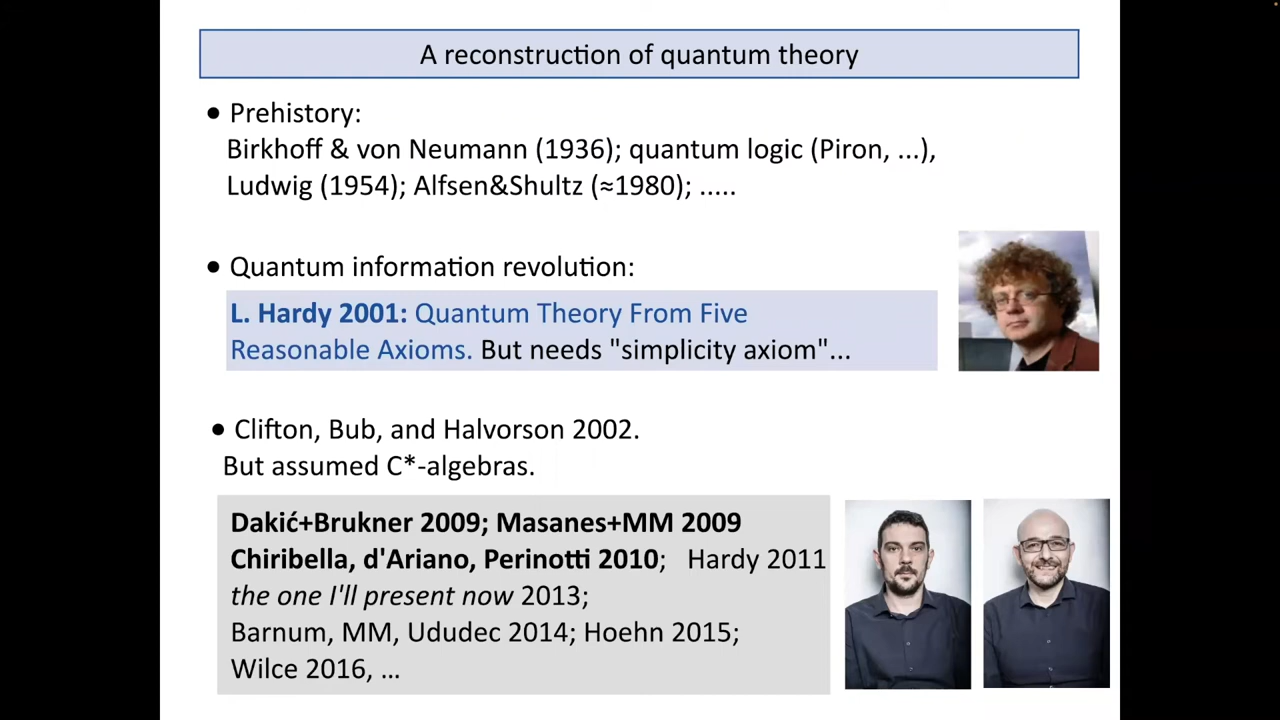 A reconstruction of quantum theory
● Prehistory:
Birkhoff & von Neumann (1936); quantum logic (Piron, ...),
Ludwig (1954); Alfsen&Shultz (≈1980); .....
● Quantum information revolution:
L. Hardy 2001: Quantum Theory From Five
Reasonable Axioms. But needs "simplicity axiom"...
● Clifton, Bub, and Halvorson 2002.
But assumed C*-algebras.
Dakić+Brukner 2009; Masanes+MM 2009
Chiribella, d'Ariano, Perinotti 2010; Hardy 2011
the one I'll present now 2013;
Barnum, MM, Ududec 2014; Hoehn 2015;
Wilce 2016, …